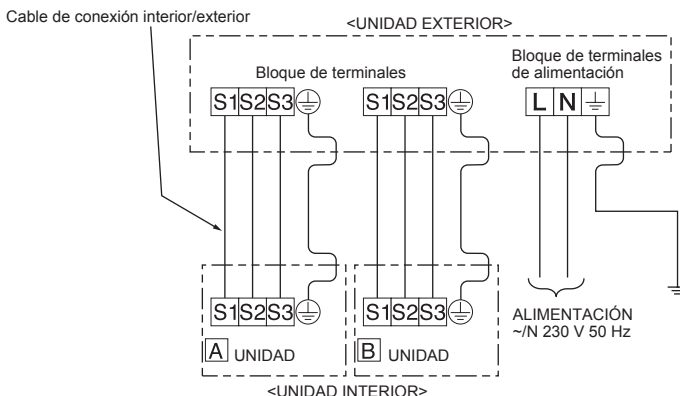 Cable de conexión interior/exterior
<UNIDAD EXTERIOR>
Bloque de terminales
Bloque de terminales
de alimentación
S1 S2 S3
S1 S2 S3
L N
S1 S2 S3
S1 S2 S3
A UNIDAD
B UNIDAD
ALIMENTACIÓN
~/N 230 V 50 Hz
<UNIDAD INTERIOR>